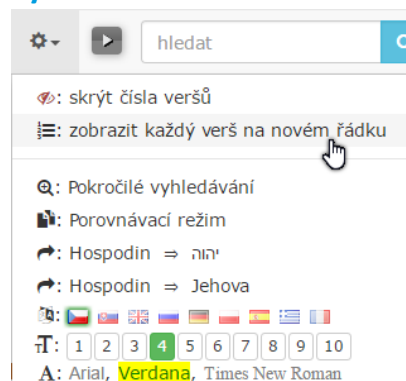 hledat
: skrýt čísla veršů
: zobrazit každý verš na novém řádku
: Pokročilé vyhledávání
: Porovnávací režim
: Hospodin ⇒ יהוה
: Hospodin ⇒ Jehova
:
T: 1 2 3 4 5 6 7 8 9 10
A: Arial, Verdana, Times New Roman